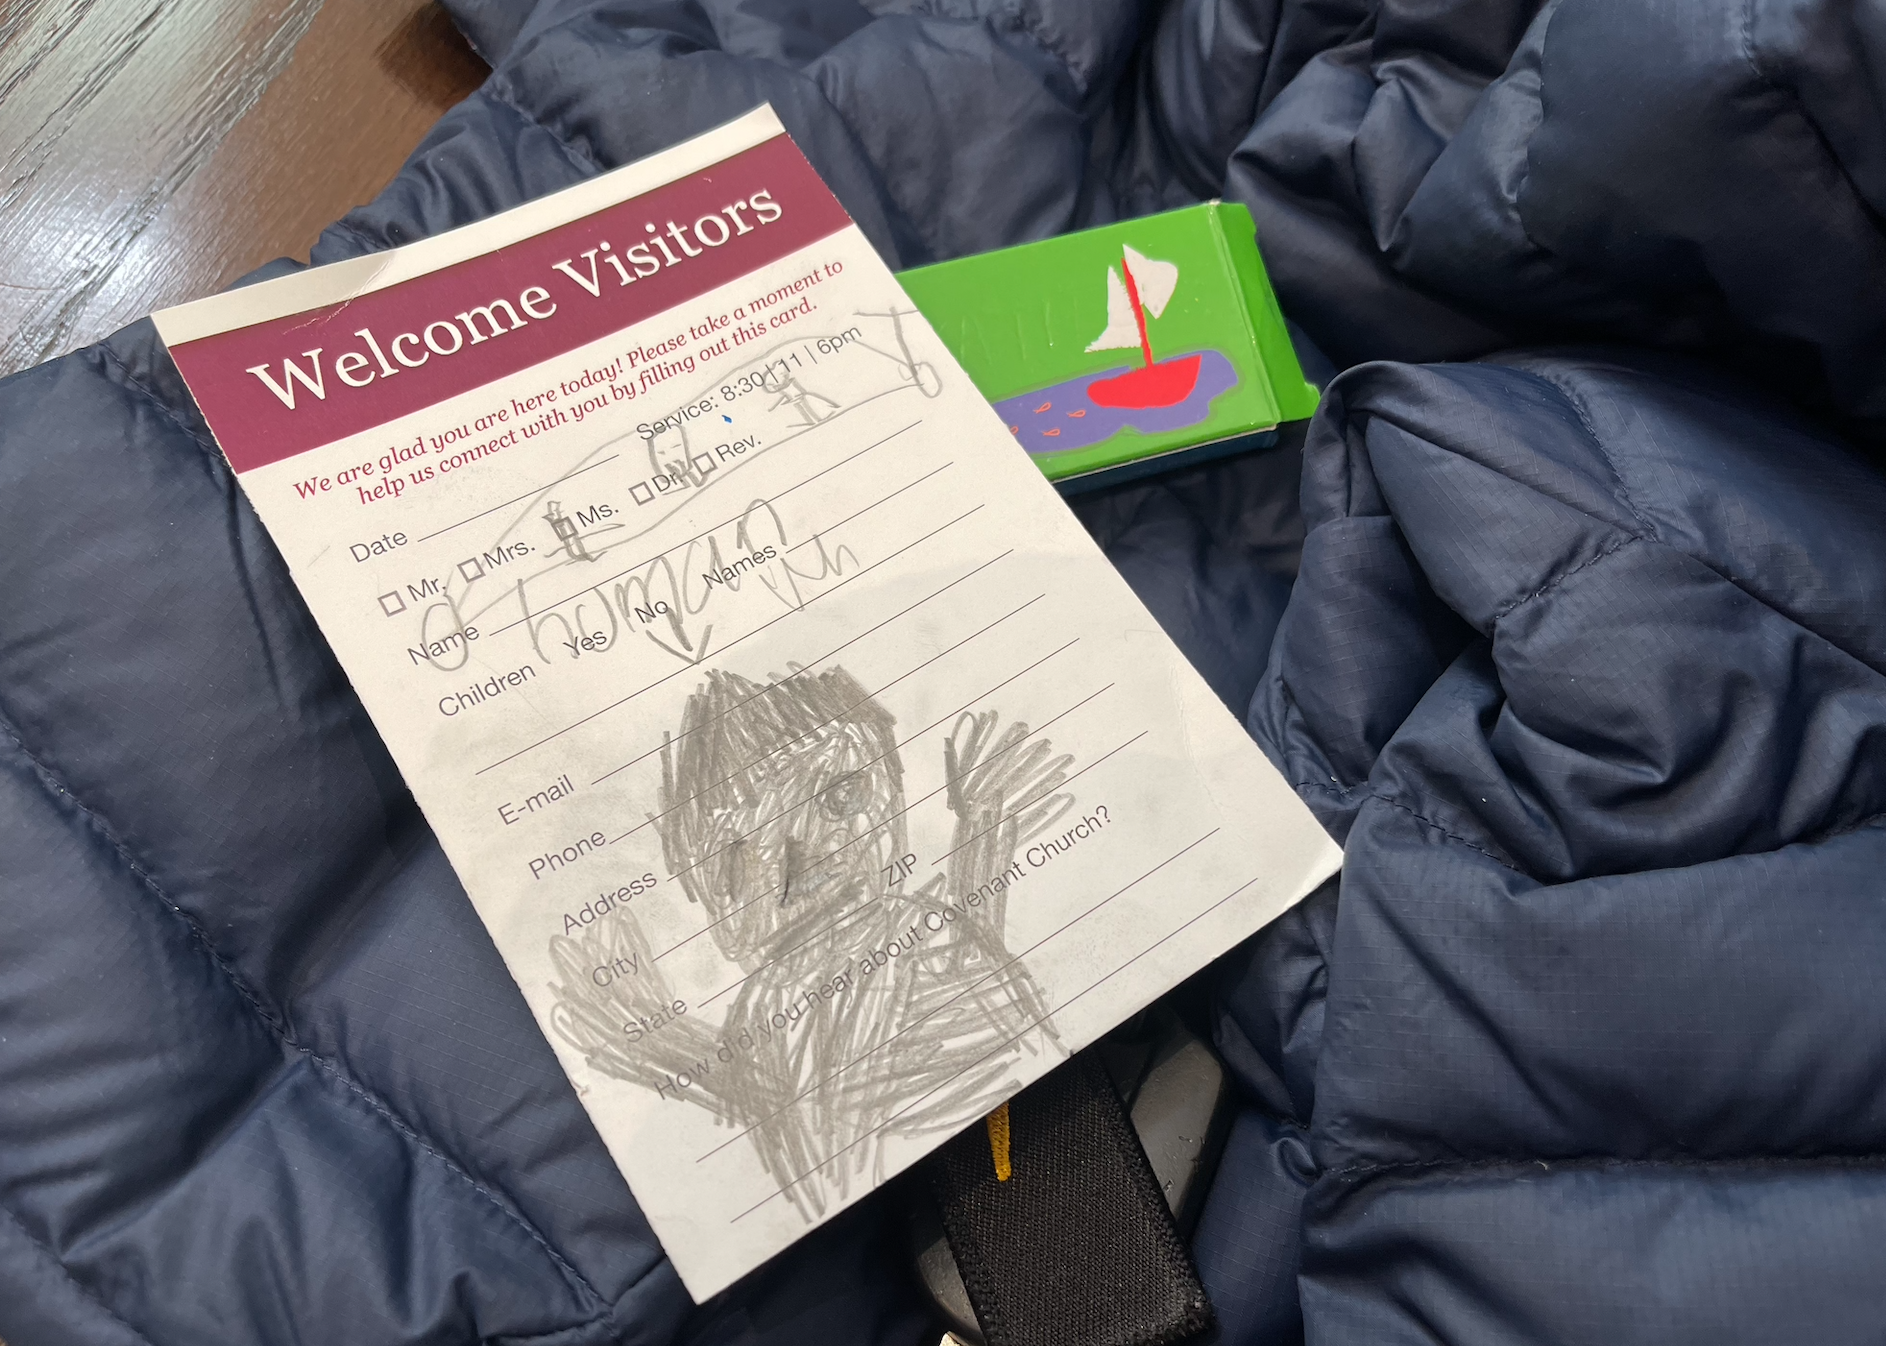 Welcome Visitors
We are glad you are here today! Please take a moment to
help us connect with you by filling out this card.
Date Service: 8:30 | 11 | 6pm
Mr. Mrs. Ms. Dr. Rev.
Name
Children Yes No Names
E-mail
Phone
Address
City
State ZIP
How did you hear about Covenant Church?